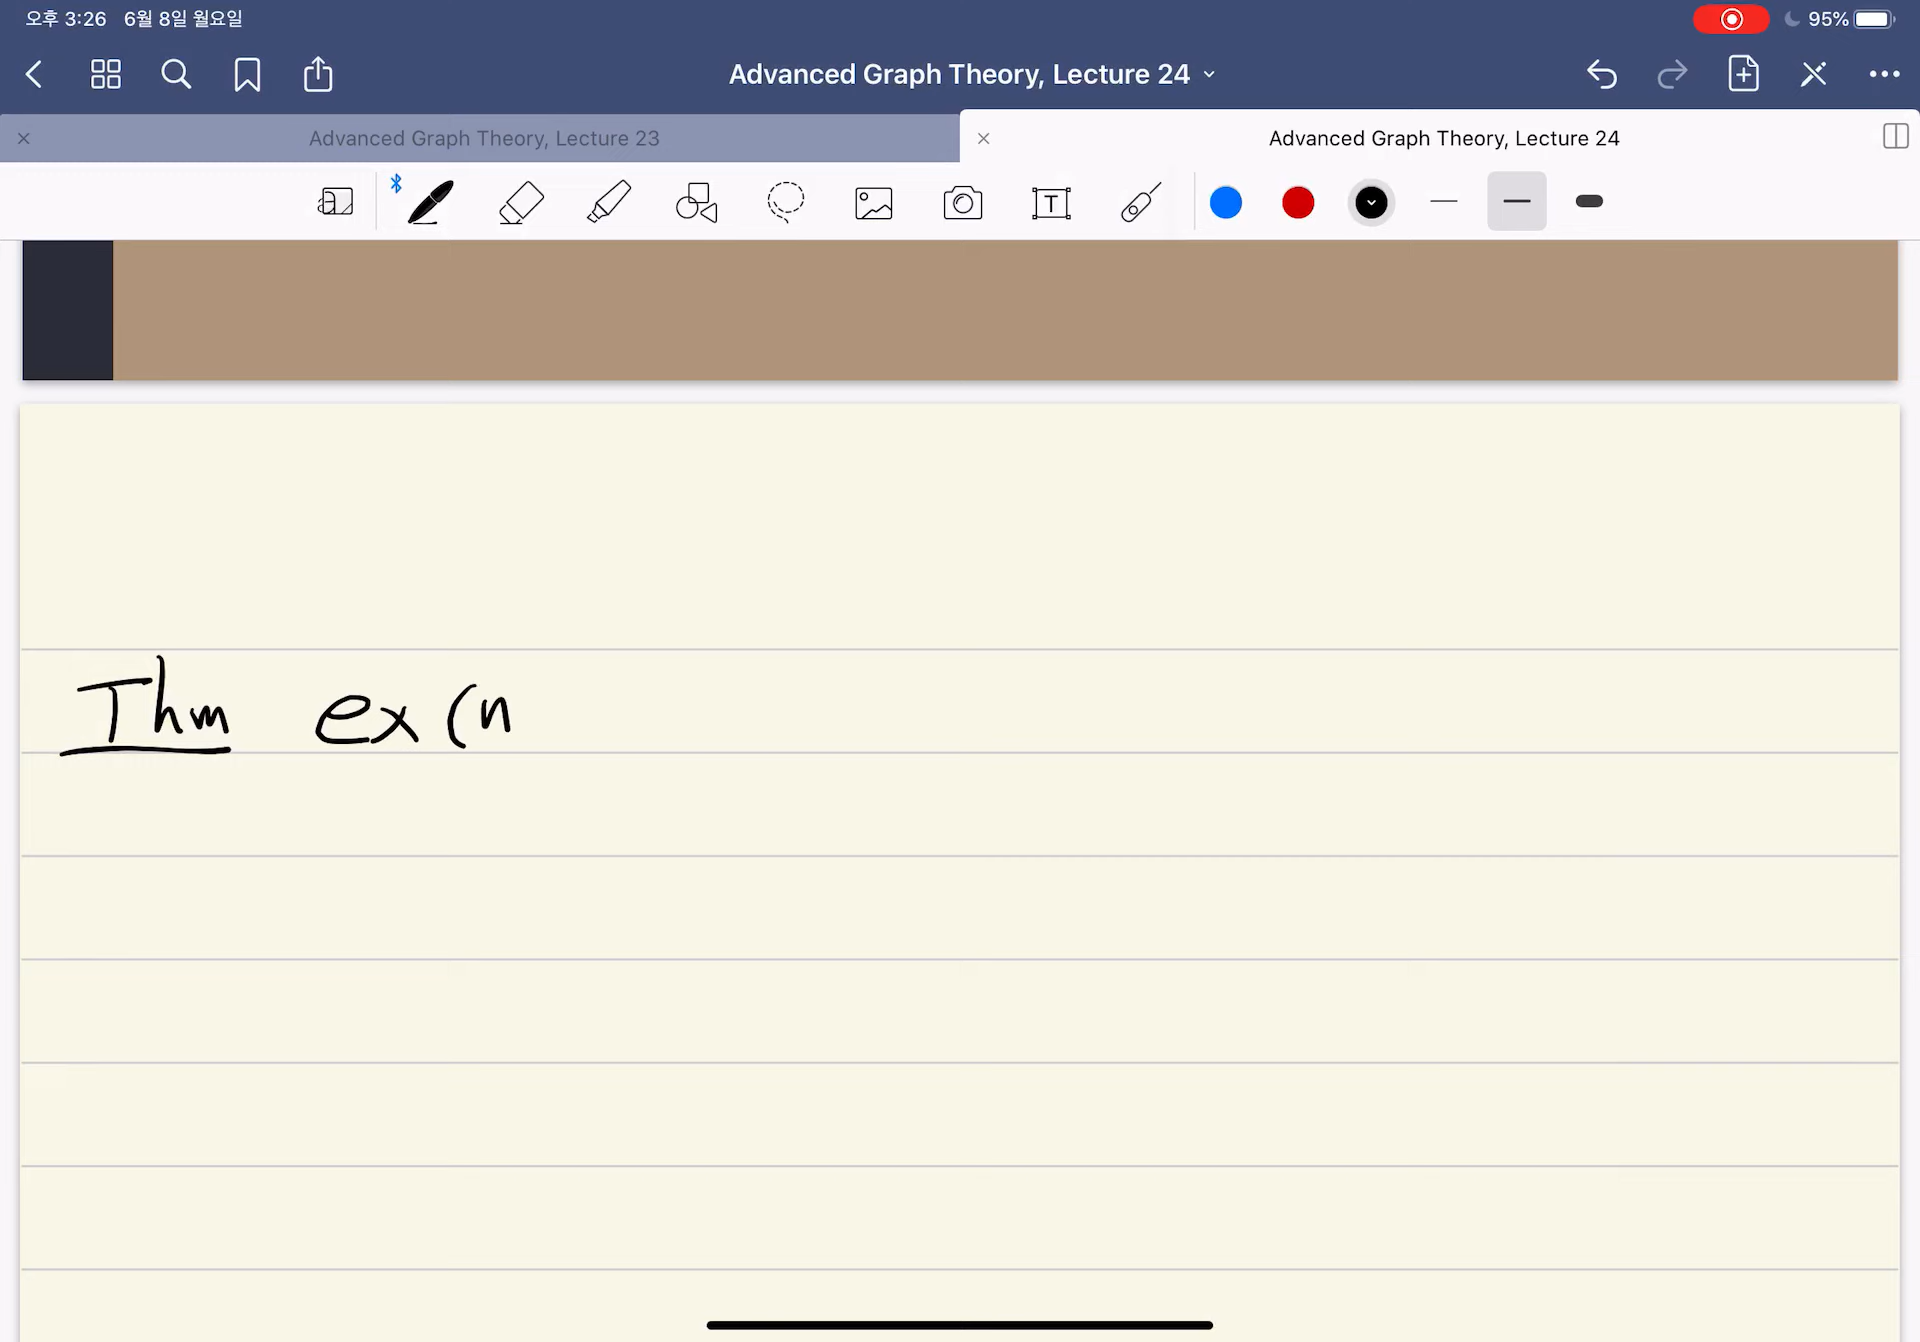 오후 3:26 6월 8일 월요일 95%
Advanced Graph Theory, Lecture 24
Advanced Graph Theory, Lecture 23 Advanced Graph Theory, Lecture 24
a T
Thm ex (n